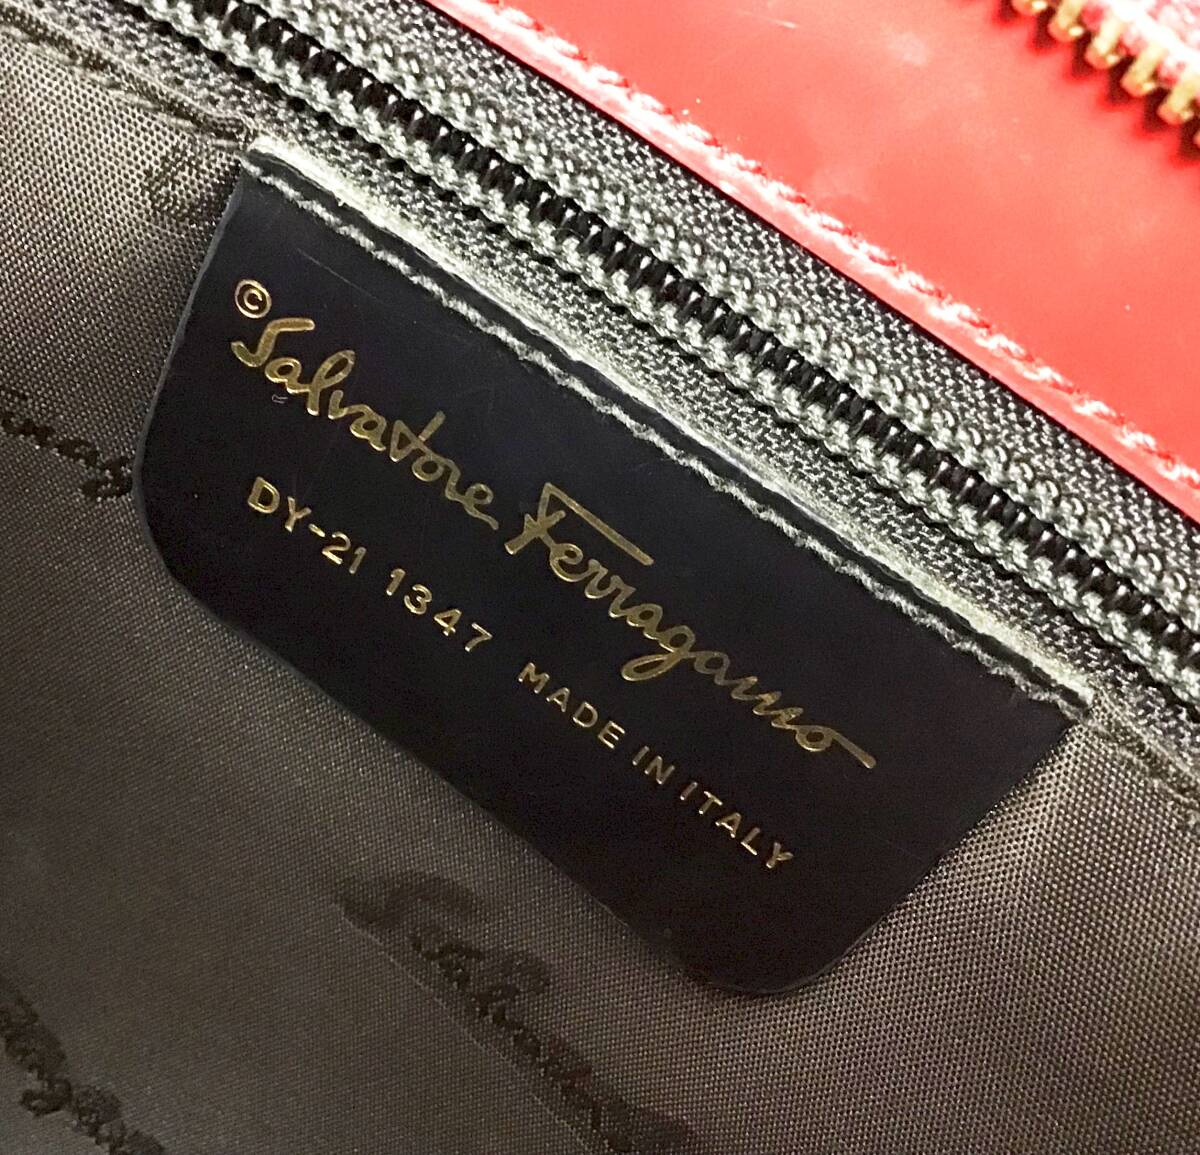 © Salvatore Ferragamo
DY-21 1347 MADE IN ITALY